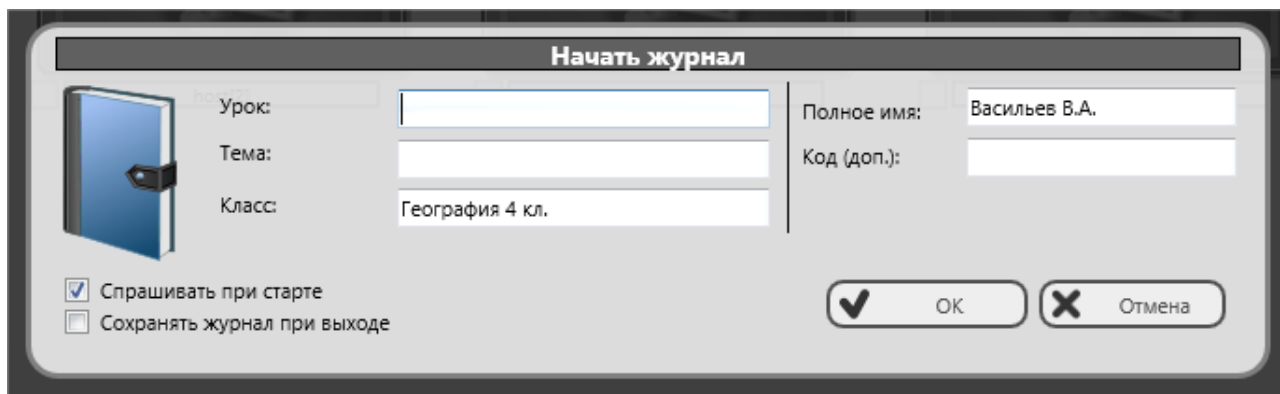 Начать журнал
Урок:
Тема:
Класс: География 4 кл.
Полное имя: Васильев В.А.
Код (доп.):
Спрашивать при старте
Сохранять журнал при выходе
OK
Отмена